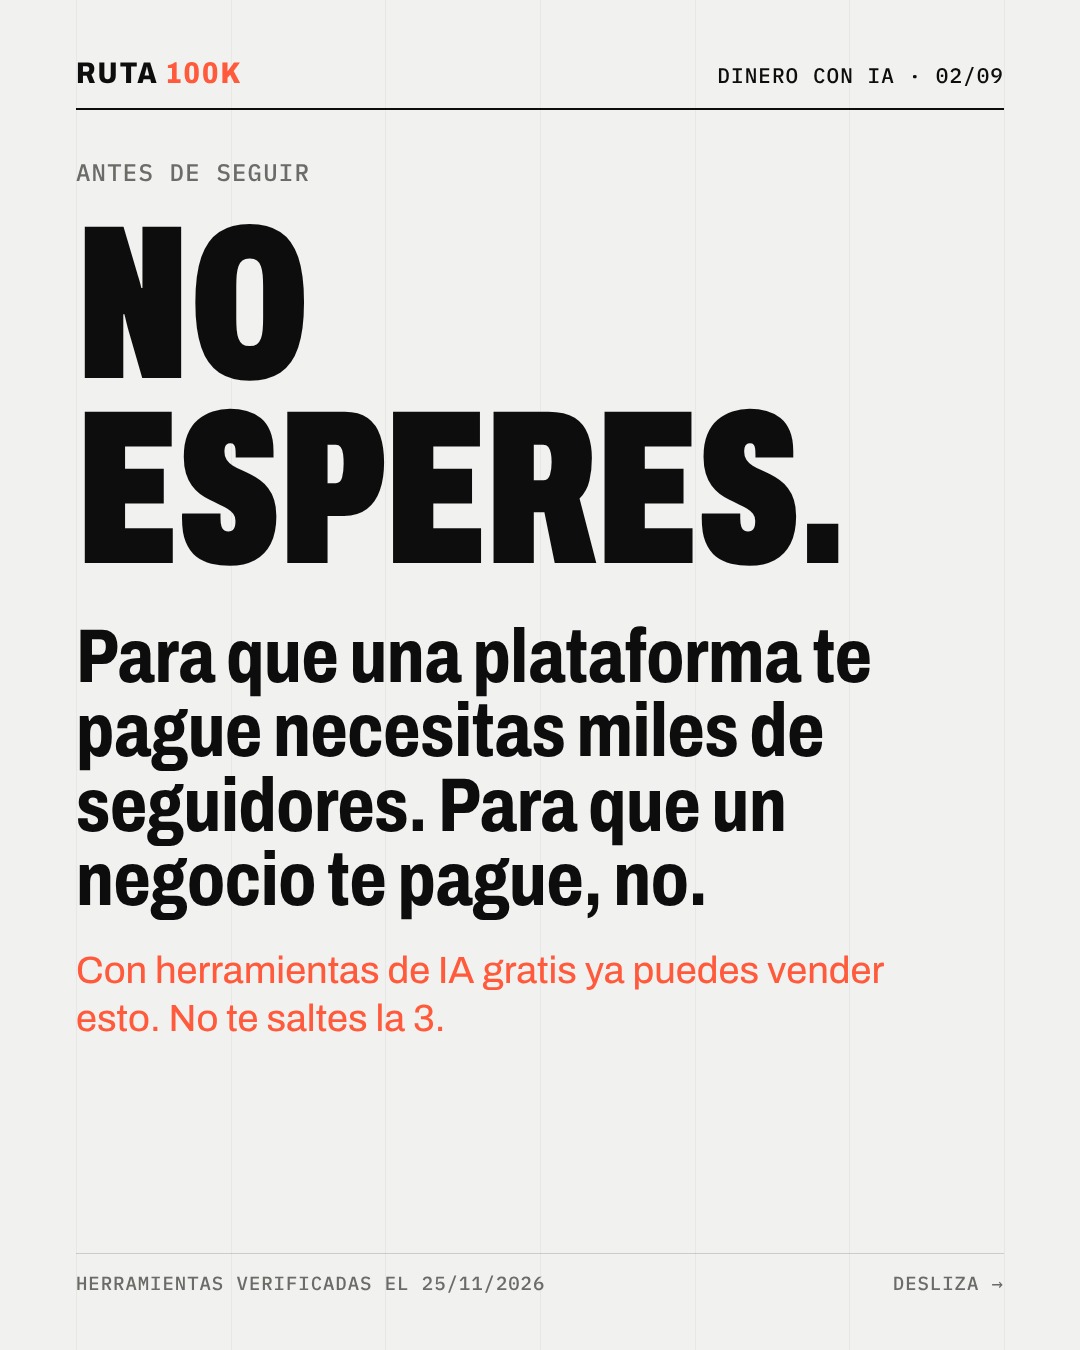 RUTA 100K
DINERO CON IA · 02/09
ANTES DE SEGUIR
NO
ESPERES.
Para que una plataforma te
pague necesitas miles de
seguidores. Para que un
negocio te pague, no.
Con herramientas de IA gratis ya puedes vender
esto. No te saltes la 3.
HERRAMIENTAS VERIFICADAS EL 25/11/2026
DESLIZA →